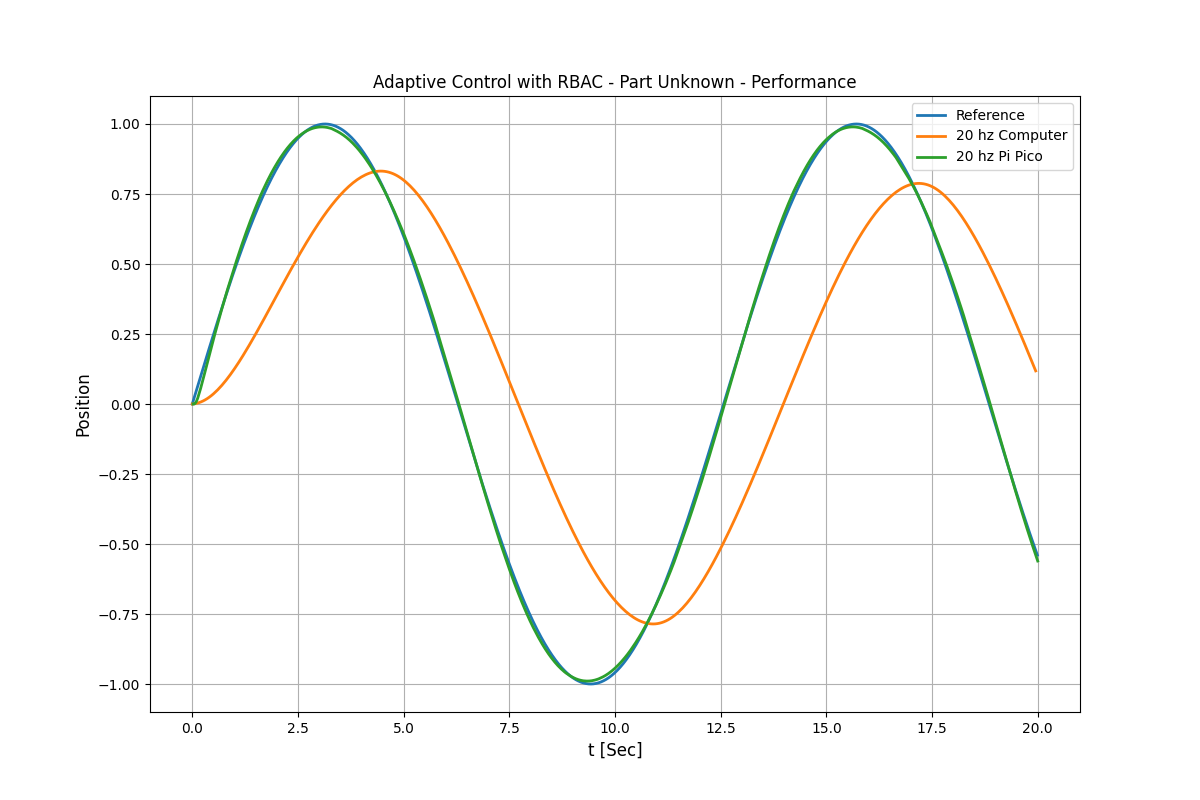 Adaptive Control with RBAC - Part Unknown - Performance
Reference
20 hz Computer
20 hz Pi Pico
1.00
0.75
0.50
0.25
0.00
−0.25
−0.50
−0.75
−1.00
Position
0.0 2.5 5.0 7.5 10.0 12.5 15.0 17.5 20.0
t [Sec]